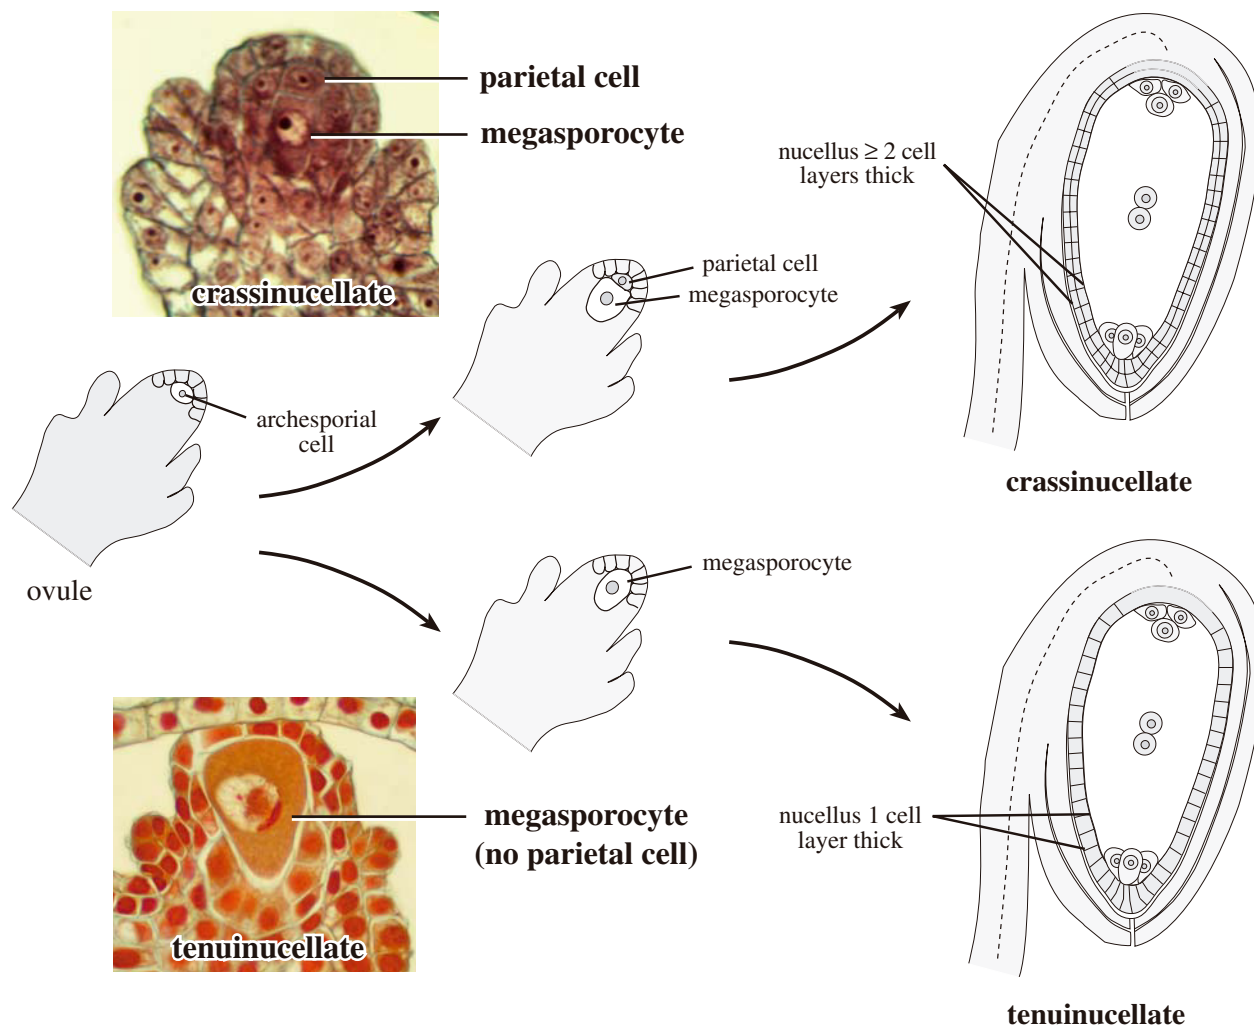 parietal cell
megasporocyte
crassinucellate
nucellus ≥ 2 cell
layers thick
parietal cell
megasporocyte
archesporial
cell
crassinucellate
ovule
megasporocyte
megasporocyte
(no parietal cell)
tenuinucellate
nucellus 1 cell
layer thick
tenuinucellate